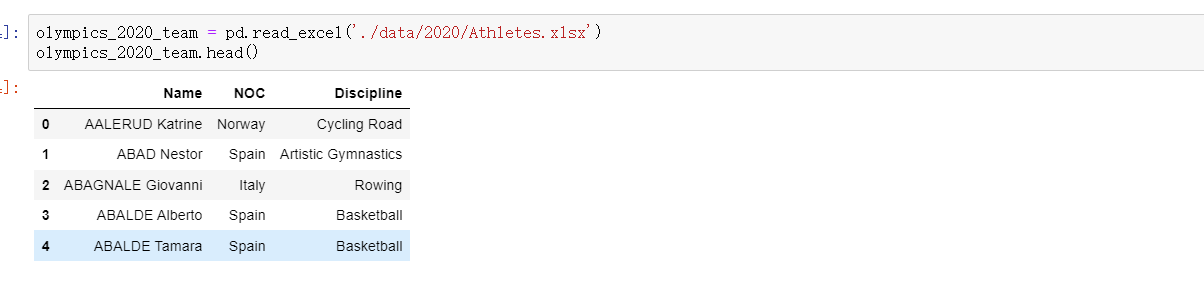 ]: olympics_2020_team = pd.read_excel('./data/2020/Athletes.xlsx')
olympics_2020_team.head()
]:
Name NOC Discipline
0 AALERUD Katrine Norway Cycling Road
1 ABAD Nestor Spain Artistic Gymnastics
2 ABAGNALE Giovanni Italy Rowing
3 ABALDE Alberto Spain Basketball
4 ABALDE Tamara Spain Basketball